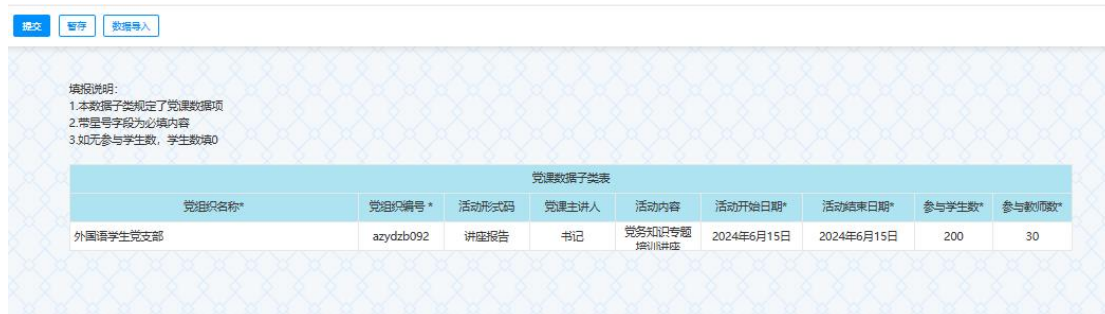 提交 暂存 数据导入
填报说明:
1.本数据子类规定了党课数据项
2.带星号字段为必填内容
3.如无参与学生数，学生数填0
党课数据子类表
党组织名称* 党组织编号 * 活动形式码 党课主讲人 活动内容 活动开始日期* 活动结束日期* 参与学生数* 参与教师数*
外国语学生党支部 azydzb092 讲座报告 书记 党务知识专题 2024年6月15日 2024年6月15日 200 30
培训讲座